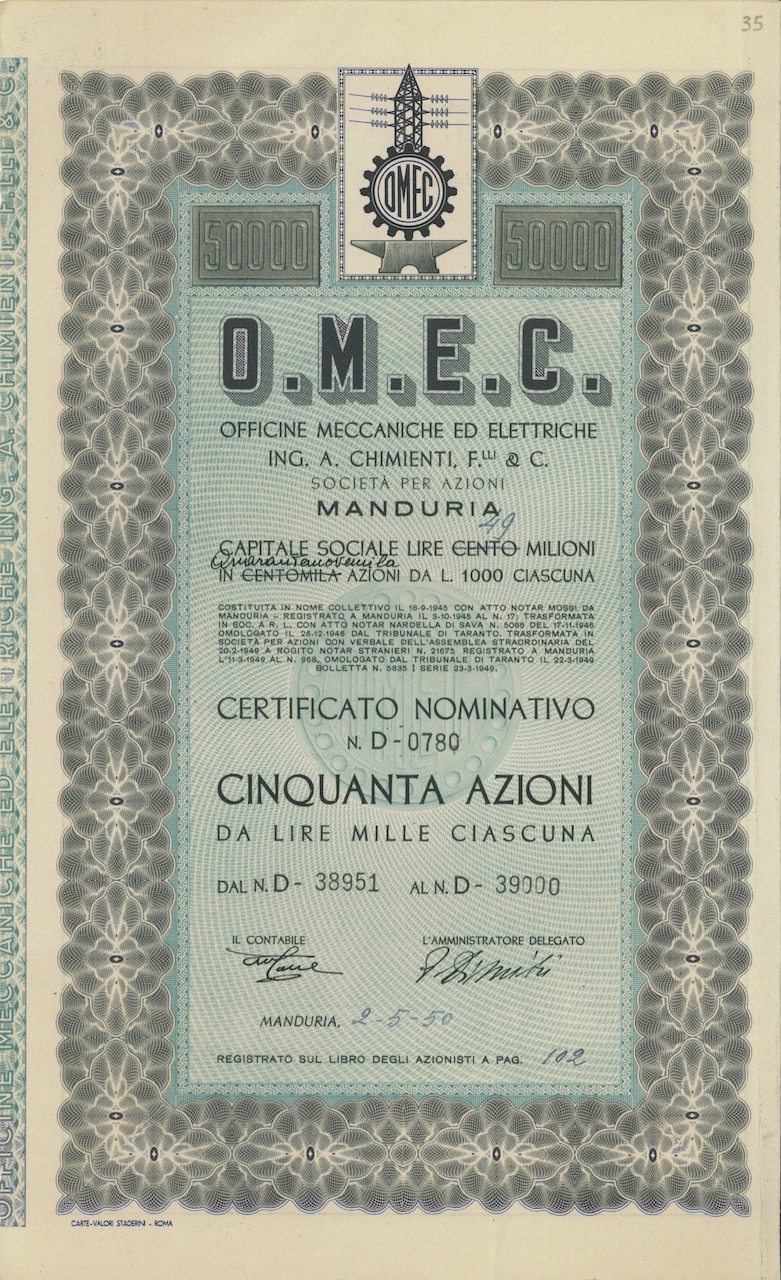 35
OMEC
50000 50000
O.M.E.C.
OFFICINE MECCANICHE ED ELETTRICHE
ING. A. CHIMIENTI, F.LLI & C.
SOCIETÀ PER AZIONI
MANDURIA
49
CAPITALE SOCIALE LIRE CENTO MILIONI
Quarantanovemila
IN CENTOMILA AZIONI DA L. 1000 CIASCUNA
COSTITUITA IN NOME COLLETTIVO IL 18-9-1945 CON ATTO NOTAR MOSSI DA
MANDURIA - REGISTRATO A MANDURIA IL 3-10-1945 AL N. 17; TRASFORMATA
IN SOC. A R. L. CON ATTO NOTAR NARDELLA DI SAVA N. 5086 DEL 17-11-1946
OMOLOGATO IL 26-12-1946 DAL TRIBUNALE DI TARANTO. TRASFORMATA IN
SOCIETÀ PER AZIONI CON VERBALE DELL'ASSEMBLEA STRAORDINARIA DEL
20-2-1949 A ROGITO NOTAR STRANIERI N. 21675 REGISTRATO A MANDURIA
L'11-3-1949 AL N. 968, OMOLOGATO DAL TRIBUNALE DI TARANTO IL 22-3-1949
BOLLETTA N. 5835 I SERIE 23-3-1949.
CERTIFICATO NOMINATIVO
N. D-0780
CINQUANTA AZIONI
DA LIRE MILLE CIASCUNA
DAL N. D- 38951 AL N. D- 39000
IL CONTABILE L'AMMINISTRATORE DELEGATO
MANDURIA, 2-5-50
REGISTRATO SUL LIBRO DEGLI AZIONISTI A PAG. 102
CARTE-VALORI STADERINI - ROMA
OFFICINE MECCANICHE ED ELETTRICHE ING. A. CHIMIENTI, F.LLI & C.